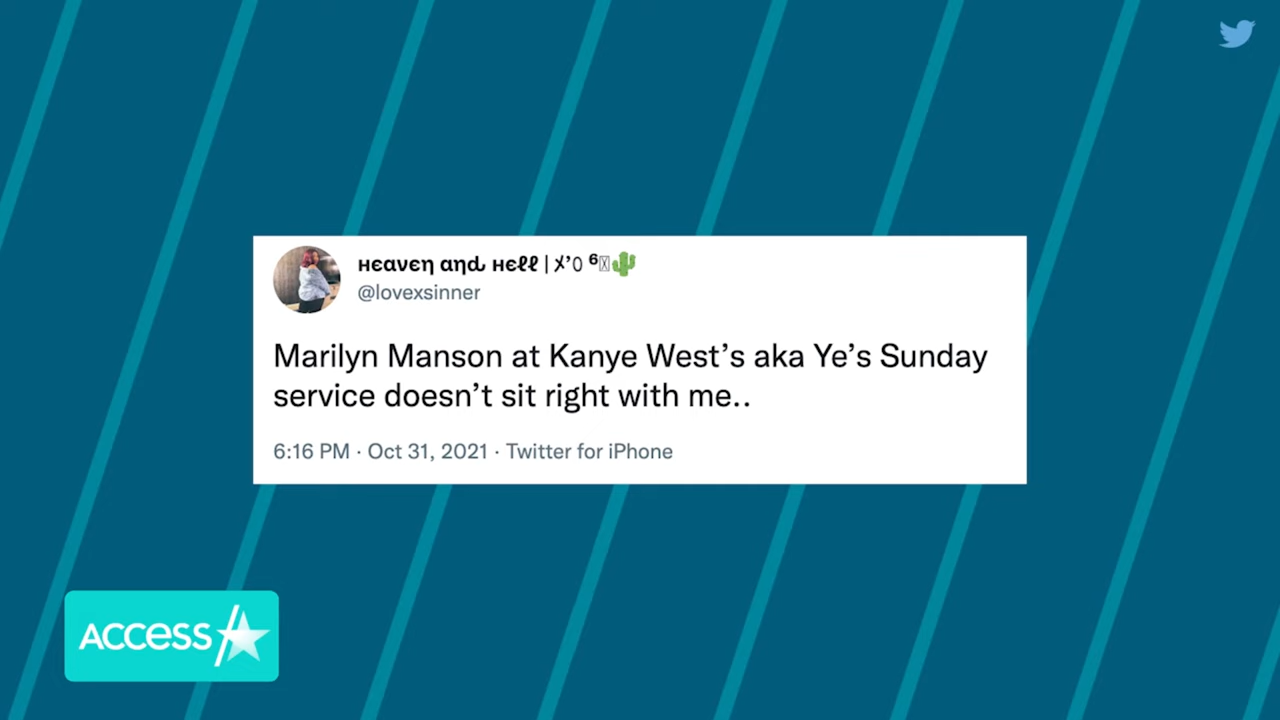 нєανєη αη∂ нєℓℓ | 〤’0 ⁶🌵
@lovexsinner
Marilyn Manson at Kanye West’s aka Ye’s Sunday
service doesn’t sit right with me..
6:16 PM · Oct 31, 2021 · Twitter for iPhone
ACCESS